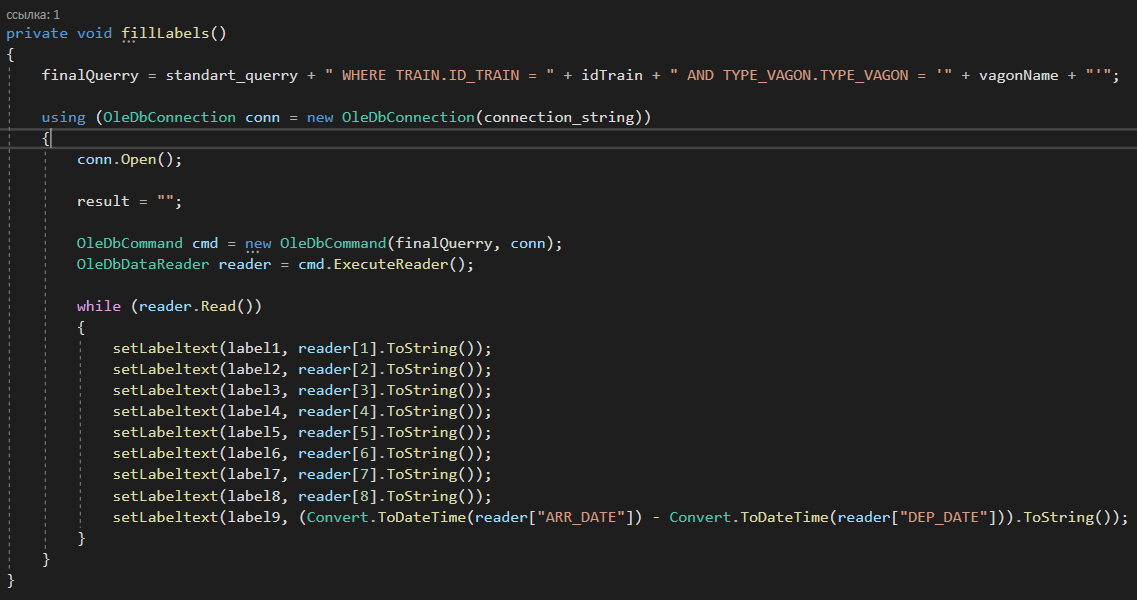 ссылка: 1
private void fillLabels()
{
finalQuerry = standart_querry + " WHERE TRAIN.ID_TRAIN = " + idTrain + " AND TYPE_VAGON.TYPE_VAGON = '" + vagonName + "'";
using (OleDbConnection conn = new OleDbConnection(connection_string))
{
conn.Open();
result = "";
OleDbCommand cmd = new OleDbCommand(finalQuerry, conn);
OleDbDataReader reader = cmd.ExecuteReader();
while (reader.Read())
{
setLabeltext(label1, reader[1].ToString());
setLabeltext(label2, reader[2].ToString());
setLabeltext(label3, reader[3].ToString());
setLabeltext(label4, reader[4].ToString());
setLabeltext(label5, reader[5].ToString());
setLabeltext(label6, reader[6].ToString());
setLabeltext(label7, reader[7].ToString());
setLabeltext(label8, reader[8].ToString());
setLabeltext(label9, (Convert.ToDateTime(reader["ARR_DATE"]) - Convert.ToDateTime(reader["DEP_DATE"])).ToString());
}
}
}